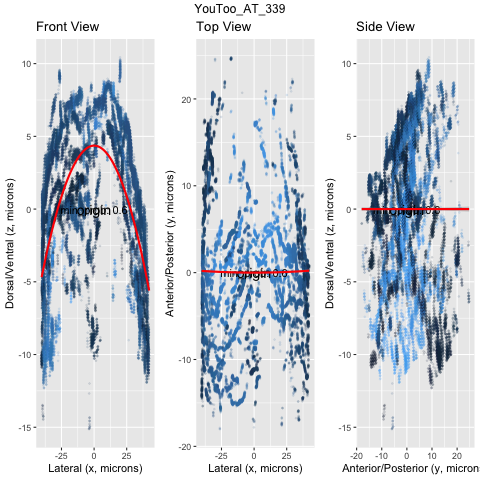 YouToo_AT_339
Front View
Top View
Side View
Dorsal/Ventral (z, microns)
10
5
0
-5
-10
-15
-25
0
25
Lateral (x, microns)
Anterior/Posterior (y, microns)
20
10
0
-10
-20
-25
0
25
Lateral (x, microns)
Dorsal/Ventral (z, microns)
10
5
0
-5
-10
-15
-20
-10
0
10
20
Anterior/Posterior (y, micron